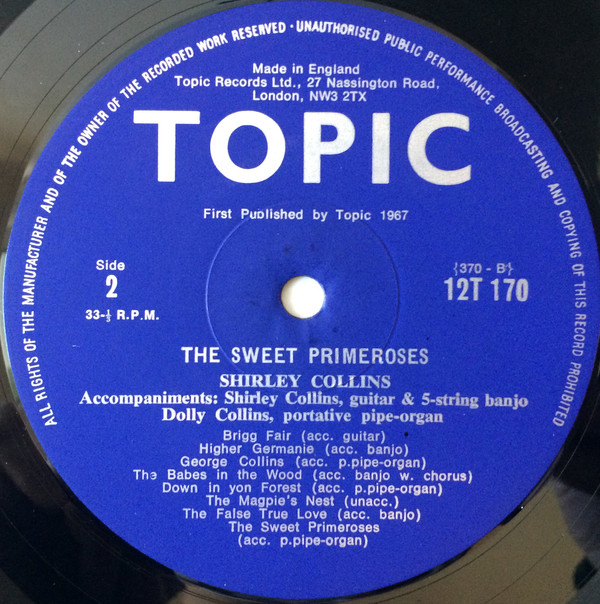 ALL RIGHTS OF THE MANUFACTURER AND OF THE OWNER OF THE RECORDED WORK RESERVED · UNAUTHORISED PUBLIC PERFORMANCE BROADCASTING AND COPYING OF THIS RECORD PROHIBITED
Made in England
Topic Records Ltd., 27 Nassington Road,
London, NW3 2TX
TOPIC
First Published by Topic 1967
Side
2
33-⅓ R.P.M.
{370 - B}
12T 170
THE SWEET PRIMEROSES
SHIRLEY COLLINS
Accompaniments: Shirley Collins, guitar & 5-string banjo
Dolly Collins, portative pipe-organ
Brigg Fair (acc. guitar)
Higher Germanie (acc. banjo)
George Collins (acc. p.pipe-organ)
The Babes in the Wood (acc. banjo w. chorus)
Down in yon Forest (acc. p.pipe-organ)
The Magpie's Nest (unacc.)
The False True Love (acc. banjo)
The Sweet Primeroses
(acc. p.pipe-organ)